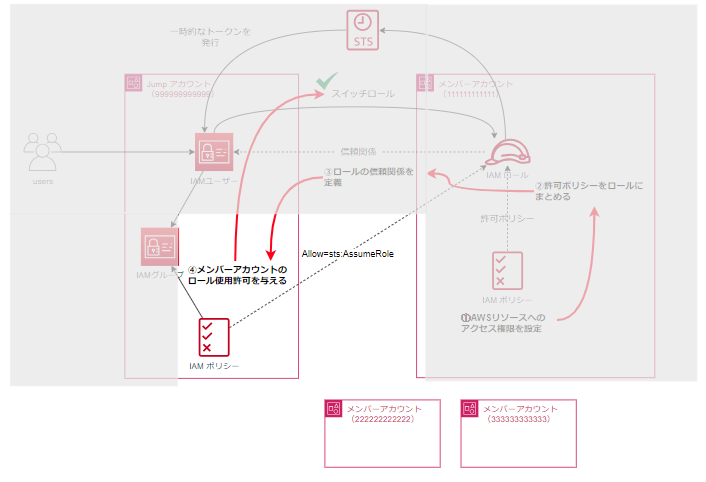 一時的なトークンを
発行
STS
Jump アカウント
（999999999999）
スイッチロール
メンバーアカウント
（111111111111）
users
IAMユーザー
信頼関係
IAM ロール
③ロールの信頼関係を
定義
②許可ポリシーをロールに
まとめる
許可ポリシー
IAMグループ
④メンバーアカウントの
ロール使用許可を与える
Allow=sts:AssumeRole
IAM ポリシー
①AWSリソースへの
アクセス権限を設定
IAM ポリシー
メンバーアカウント
（222222222222）
メンバーアカウント
（333333333333）